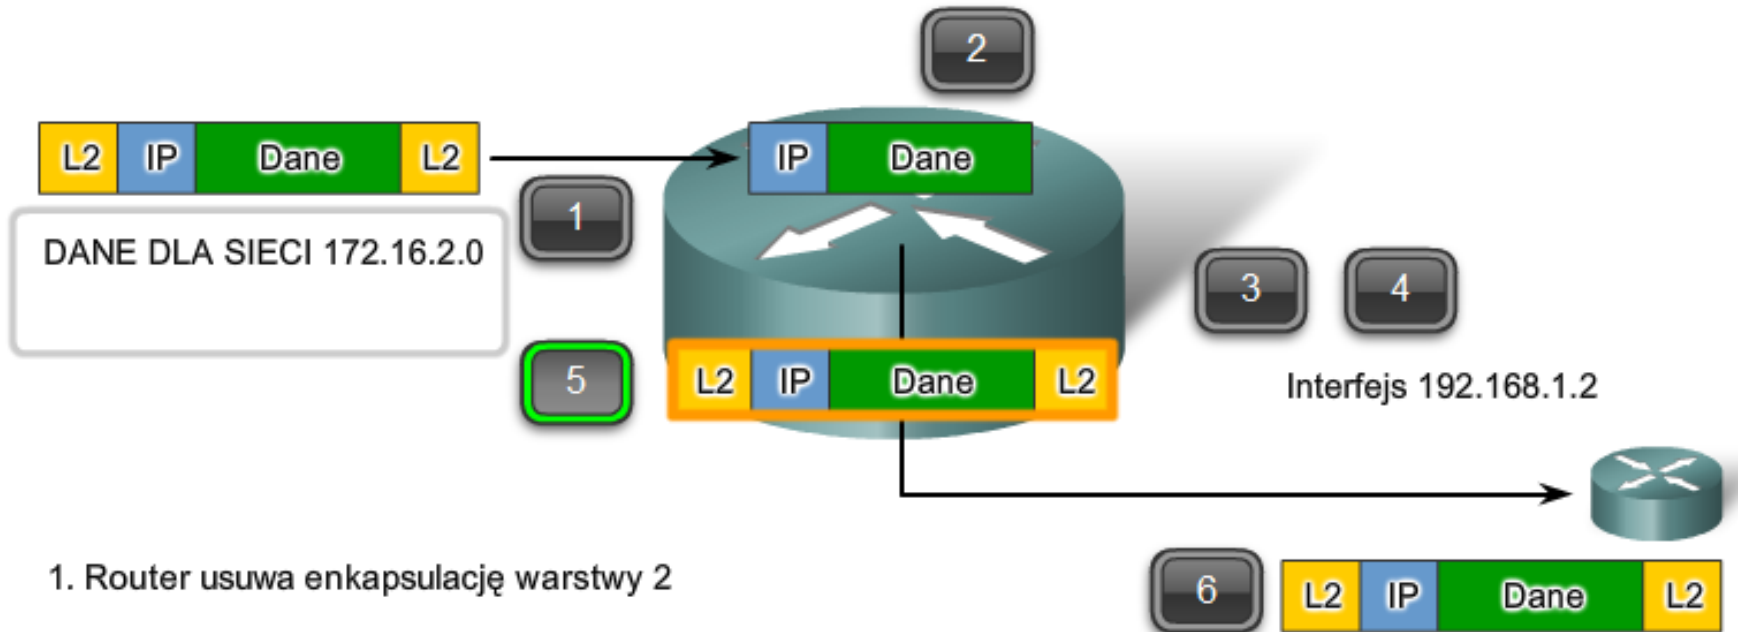 2
L2 IP Dane L2
IP Dane
1
DANE DLA SIECI 172.16.2.0
3 4
5
L2 IP Dane L2
Interfejs 192.168.1.2
1. Router usuwa enkapsulację warstwy 2
6
L2 IP Dane L2